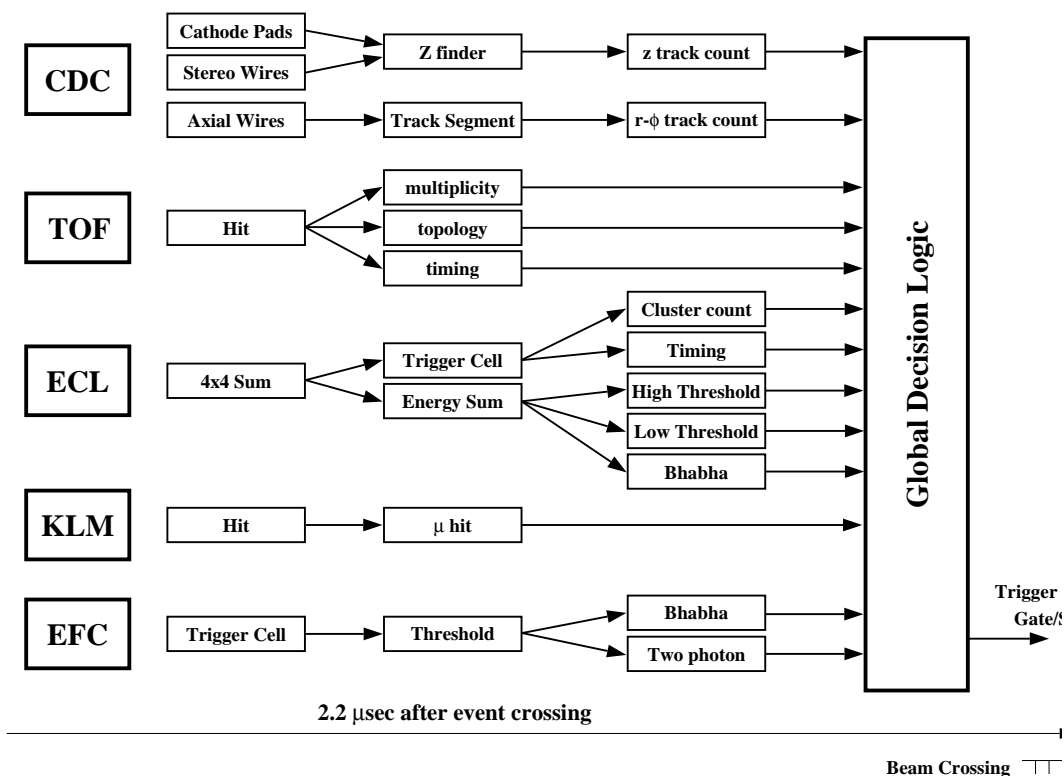 CDC
Cathode Pads
Stereo Wires
Z finder
z track count
Axial Wires
Track Segment
r-ϕ track count
TOF
Hit
multiplicity
topology
timing
ECL
4x4 Sum
Trigger Cell
Energy Sum
Cluster count
Timing
High Threshold
Low Threshold
Bhabha
KLM
Hit
μ hit
EFC
Trigger Cell
Threshold
Bhabha
Two photon
Global Decision Logic
Trigger
Gate/S
2.2 μsec after event crossing
Beam Crossing